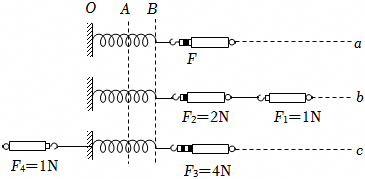 O A B
a
F
b
F₂=2N F₁=1N
c
F₄=1N F₃=4N